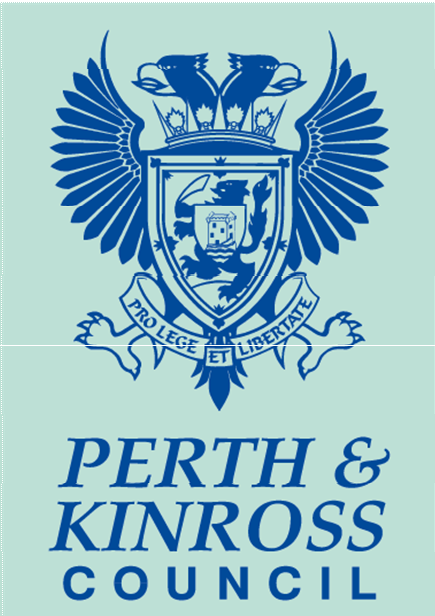 PRO LEGE ET LIBERTATE
PERTH &
KINROSS
COUNCIL